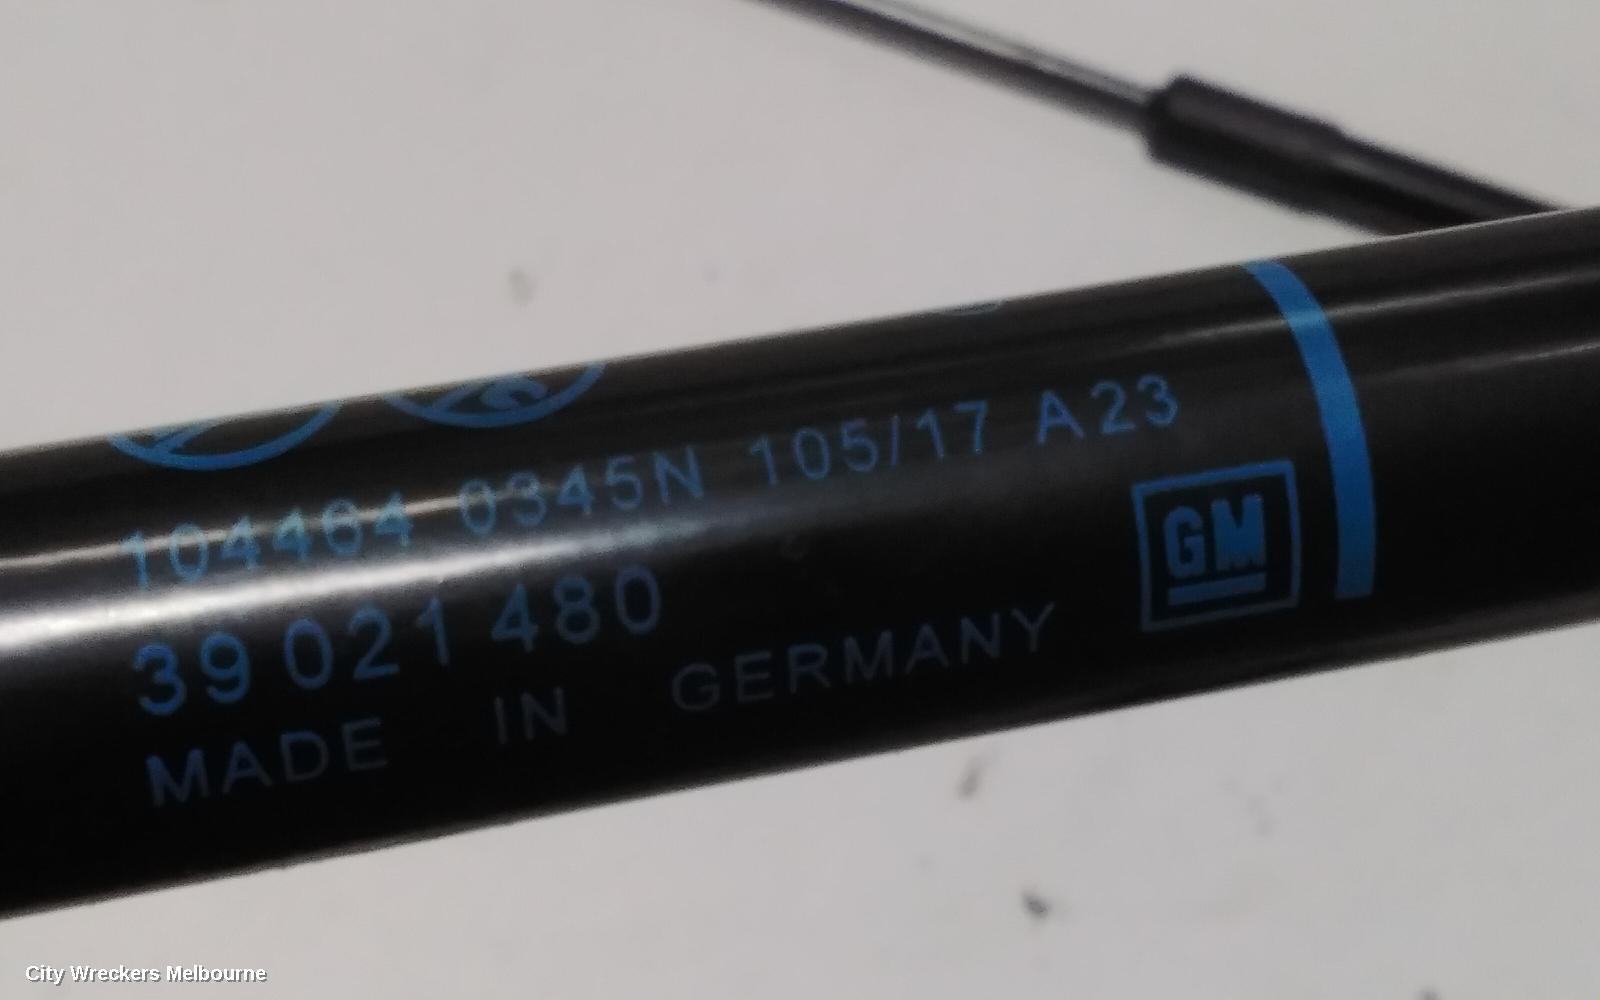 104464 0345N 105/17 A23
39 021 480
GM
MADE IN GERMANY
City Wreckers Melbourne